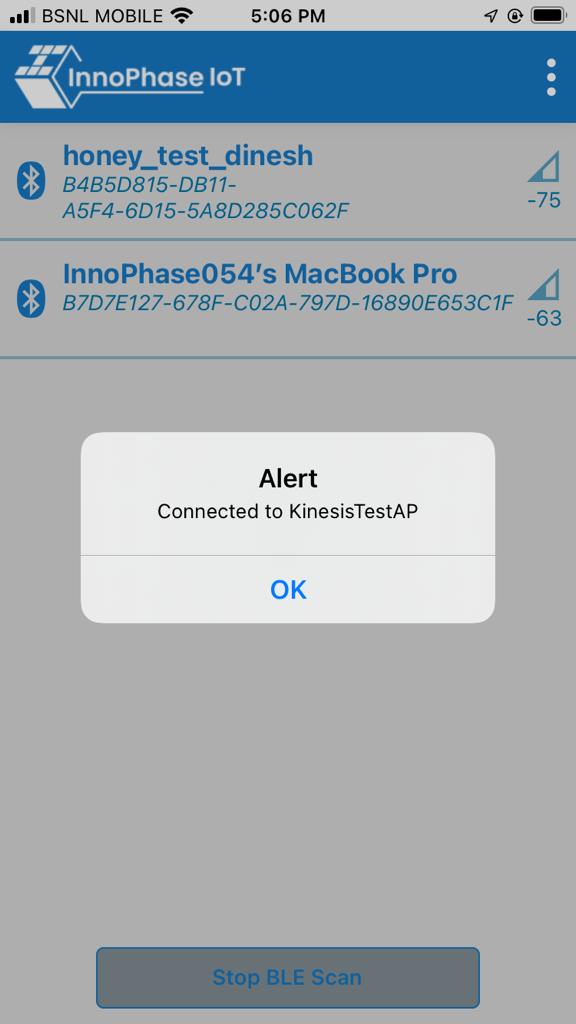 BSNL MOBILE 5:06 PM
InnoPhase IoT
honey_test_dinesh
B4B5D815-DB11-
A5F4-6D15-5A8D285C062F
-75
InnoPhase054’s MacBook Pro
B7D7E127-678F-C02A-797D-16890E653C1F
-63
Alert
Connected to KinesisTestAP
OK
Stop BLE Scan